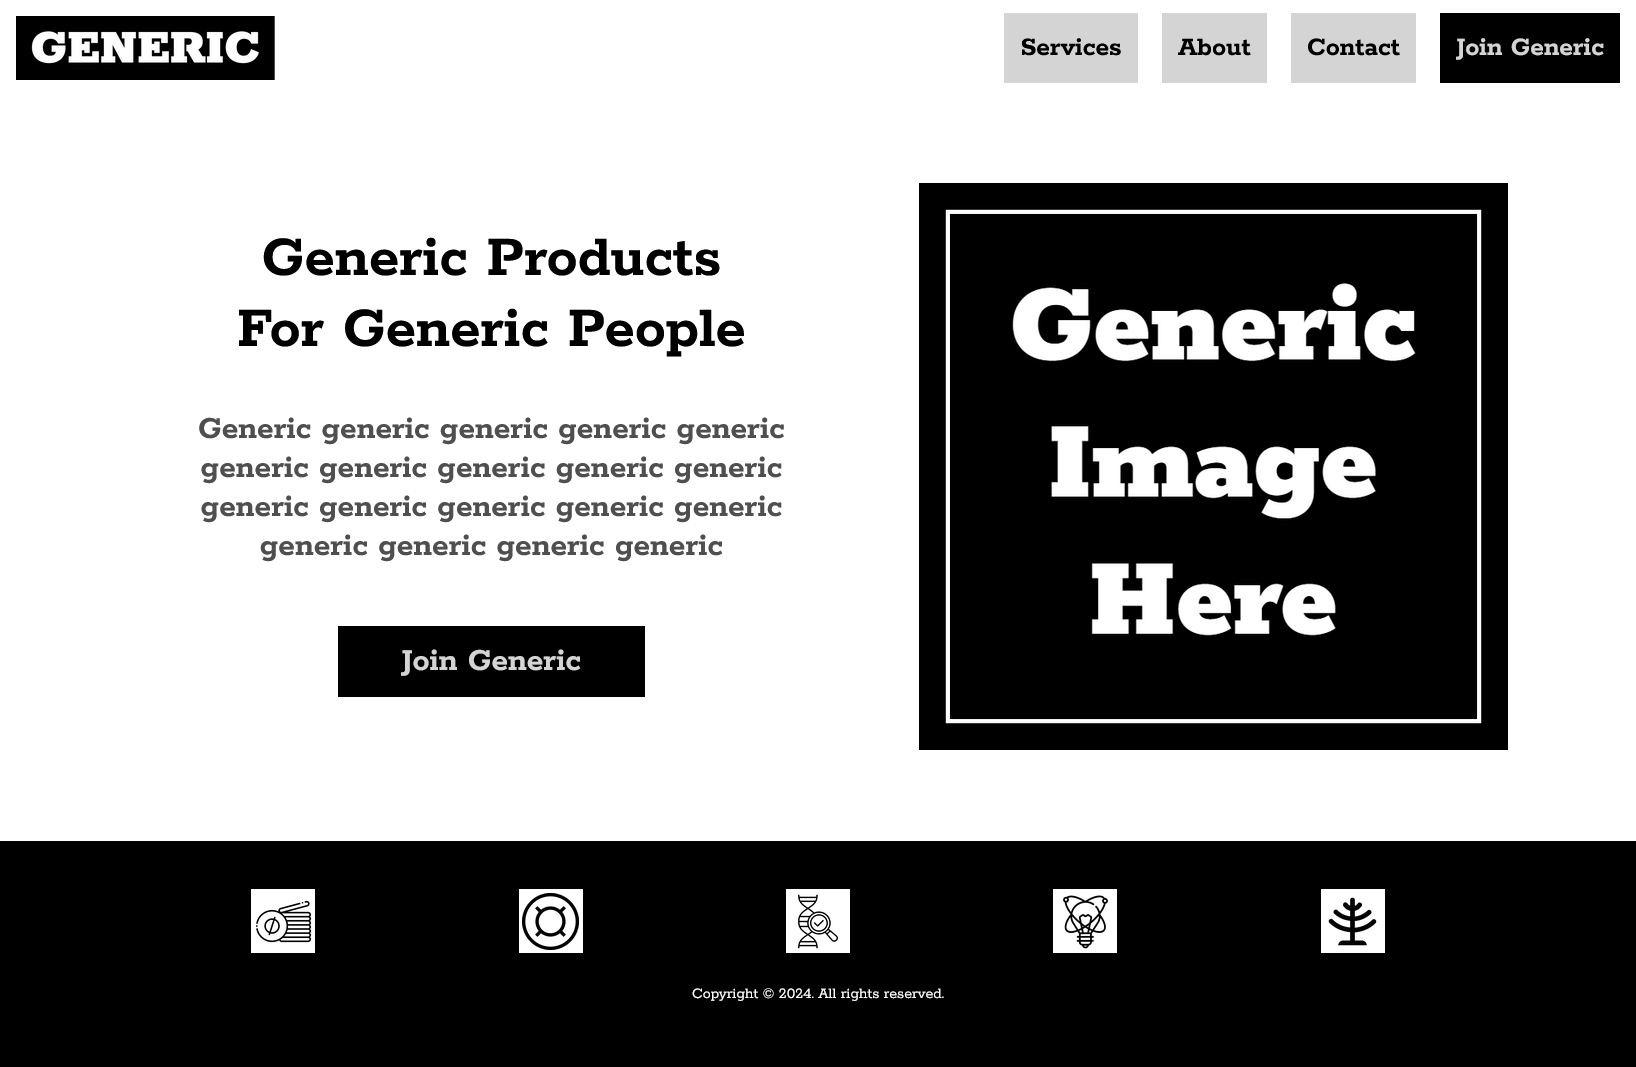 GENERIC
Services
About
Contact
Join Generic
Generic Products
For Generic People
Generic generic generic generic generic
generic generic generic generic generic
generic generic generic generic generic
generic generic generic generic
Join Generic
Generic
Image
Here
Copyright © 2024. All rights reserved.